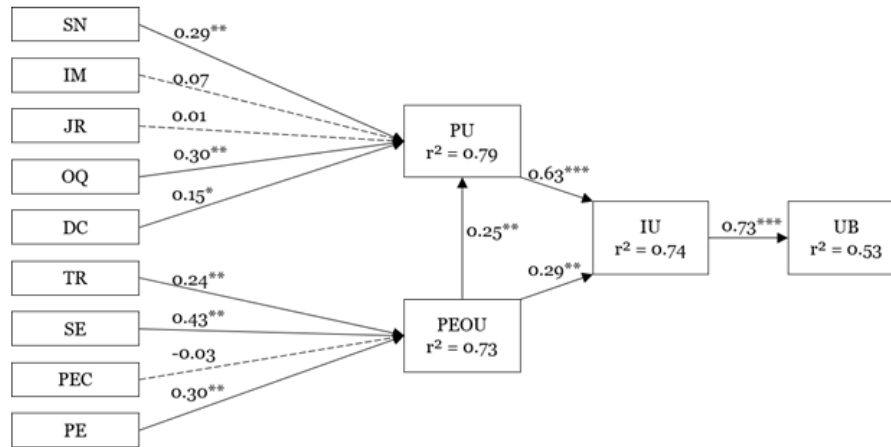 SN
0.29**
IM
0.07
JR
0.01
OQ
0.30**
DC
0.15*
PU
r² = 0.79
0.63***
0.25**
IU
r² = 0.74
0.73***
UB
r² = 0.53
0.29**
TR
0.24**
SE
0.43**
PEC
-0.03
PE
0.30**
PEOU
r² = 0.73